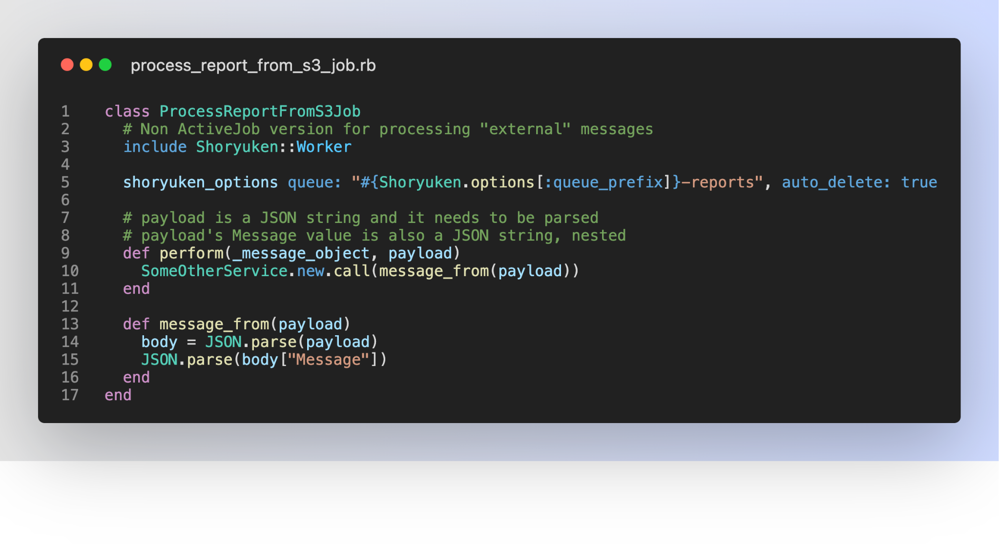 process_report_from_s3_job.rb
1 class ProcessReportFromS3Job
2 # Non ActiveJob version for processing "external" messages
3 include Shoryuken::Worker
4
5 shoryuken_options queue: "#{Shoryuken.options[:queue_prefix]}-reports", auto_delete: true
6
7 # payload is a JSON string and it needs to be parsed
8 # payload's Message value is also a JSON string, nested
9 def perform(_message_object, payload)
10 SomeOtherService.new.call(message_from(payload))
11 end
12
13 def message_from(payload)
14 body = JSON.parse(payload)
15 JSON.parse(body["Message"])
16 end
17 end